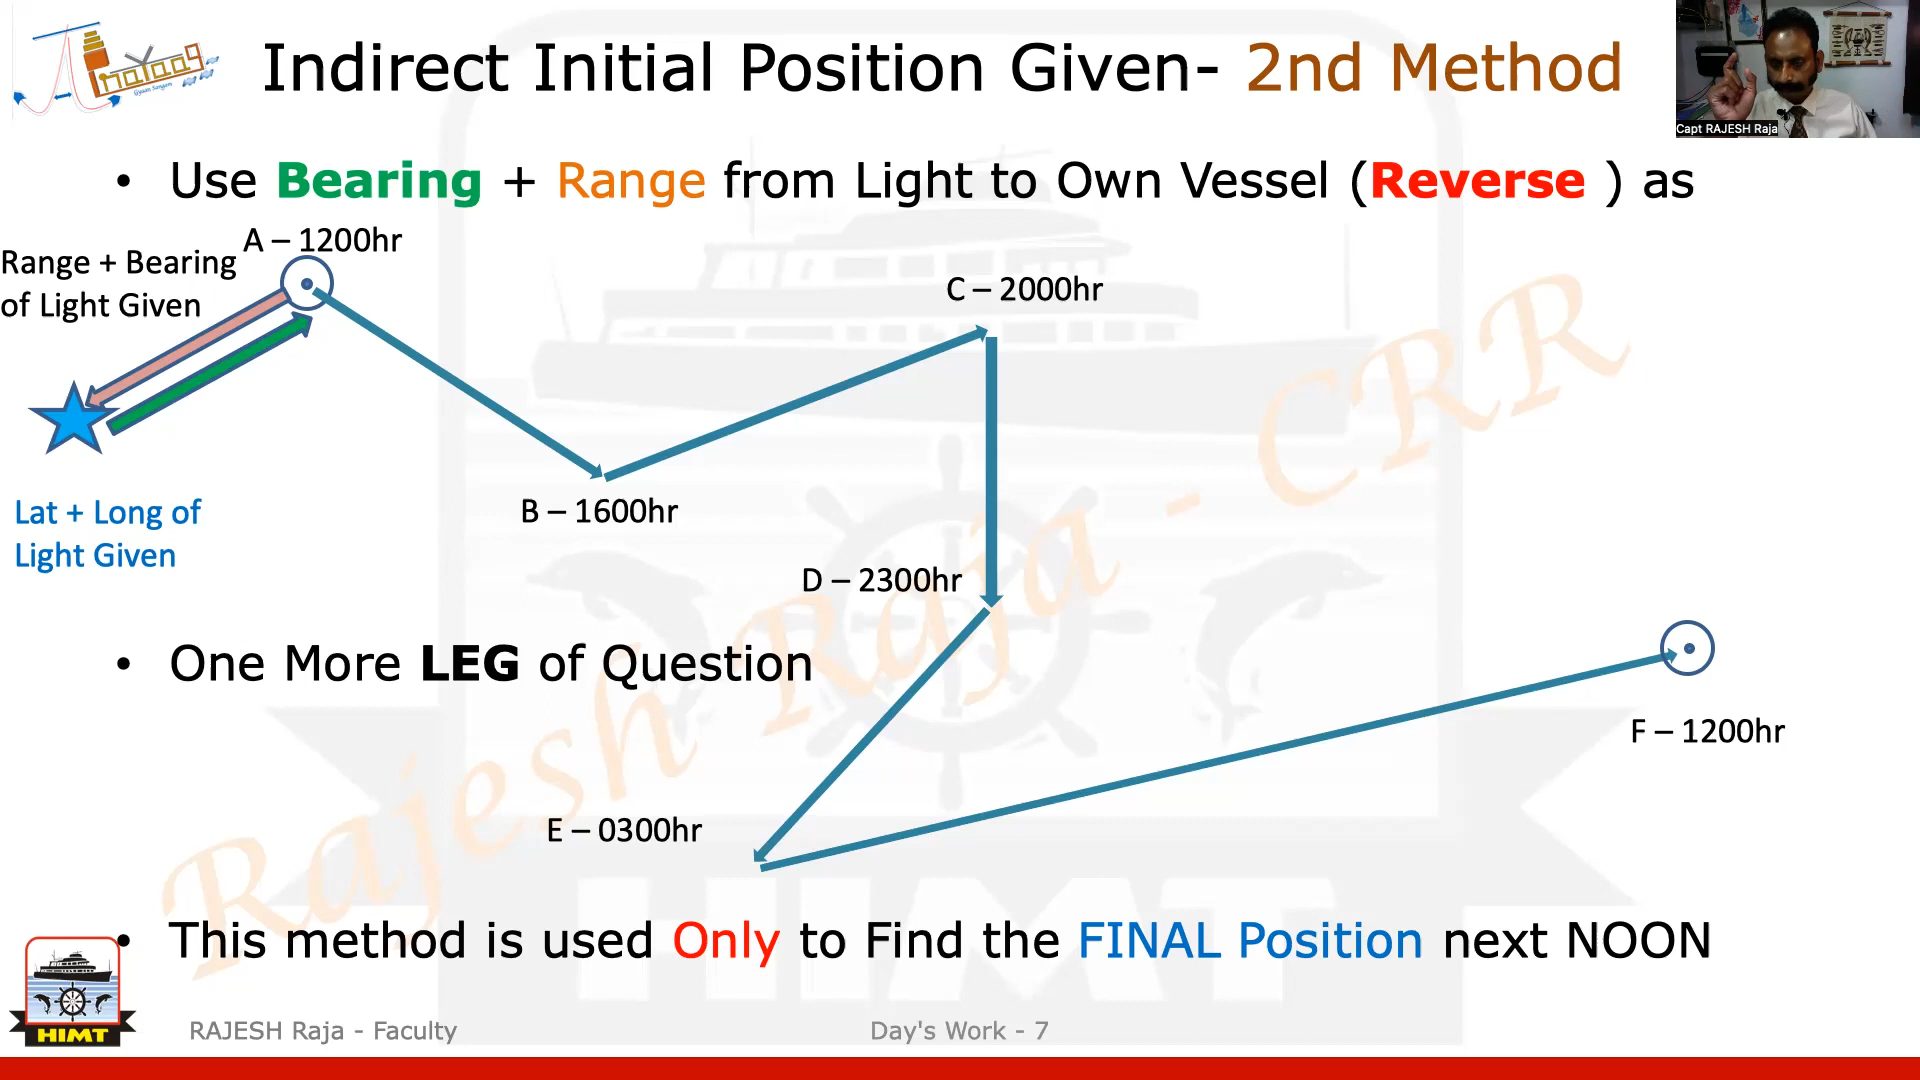 Indirect Initial Position Given- 2nd Method
Capt RAJESH Raja
• Use Bearing + Range from Light to Own Vessel (Reverse ) as
A – 1200hr
Range + Bearing
of Light Given
C – 2000hr
Lat + Long of
Light Given
B – 1600hr
D – 2300hr
• One More LEG of Question
F – 1200hr
E – 0300hr
• This method is used Only to Find the FINAL Position next NOON
Rajesh Raja - CRR
HIMT
HIMT
RAJESH Raja - Faculty
Day's Work - 7